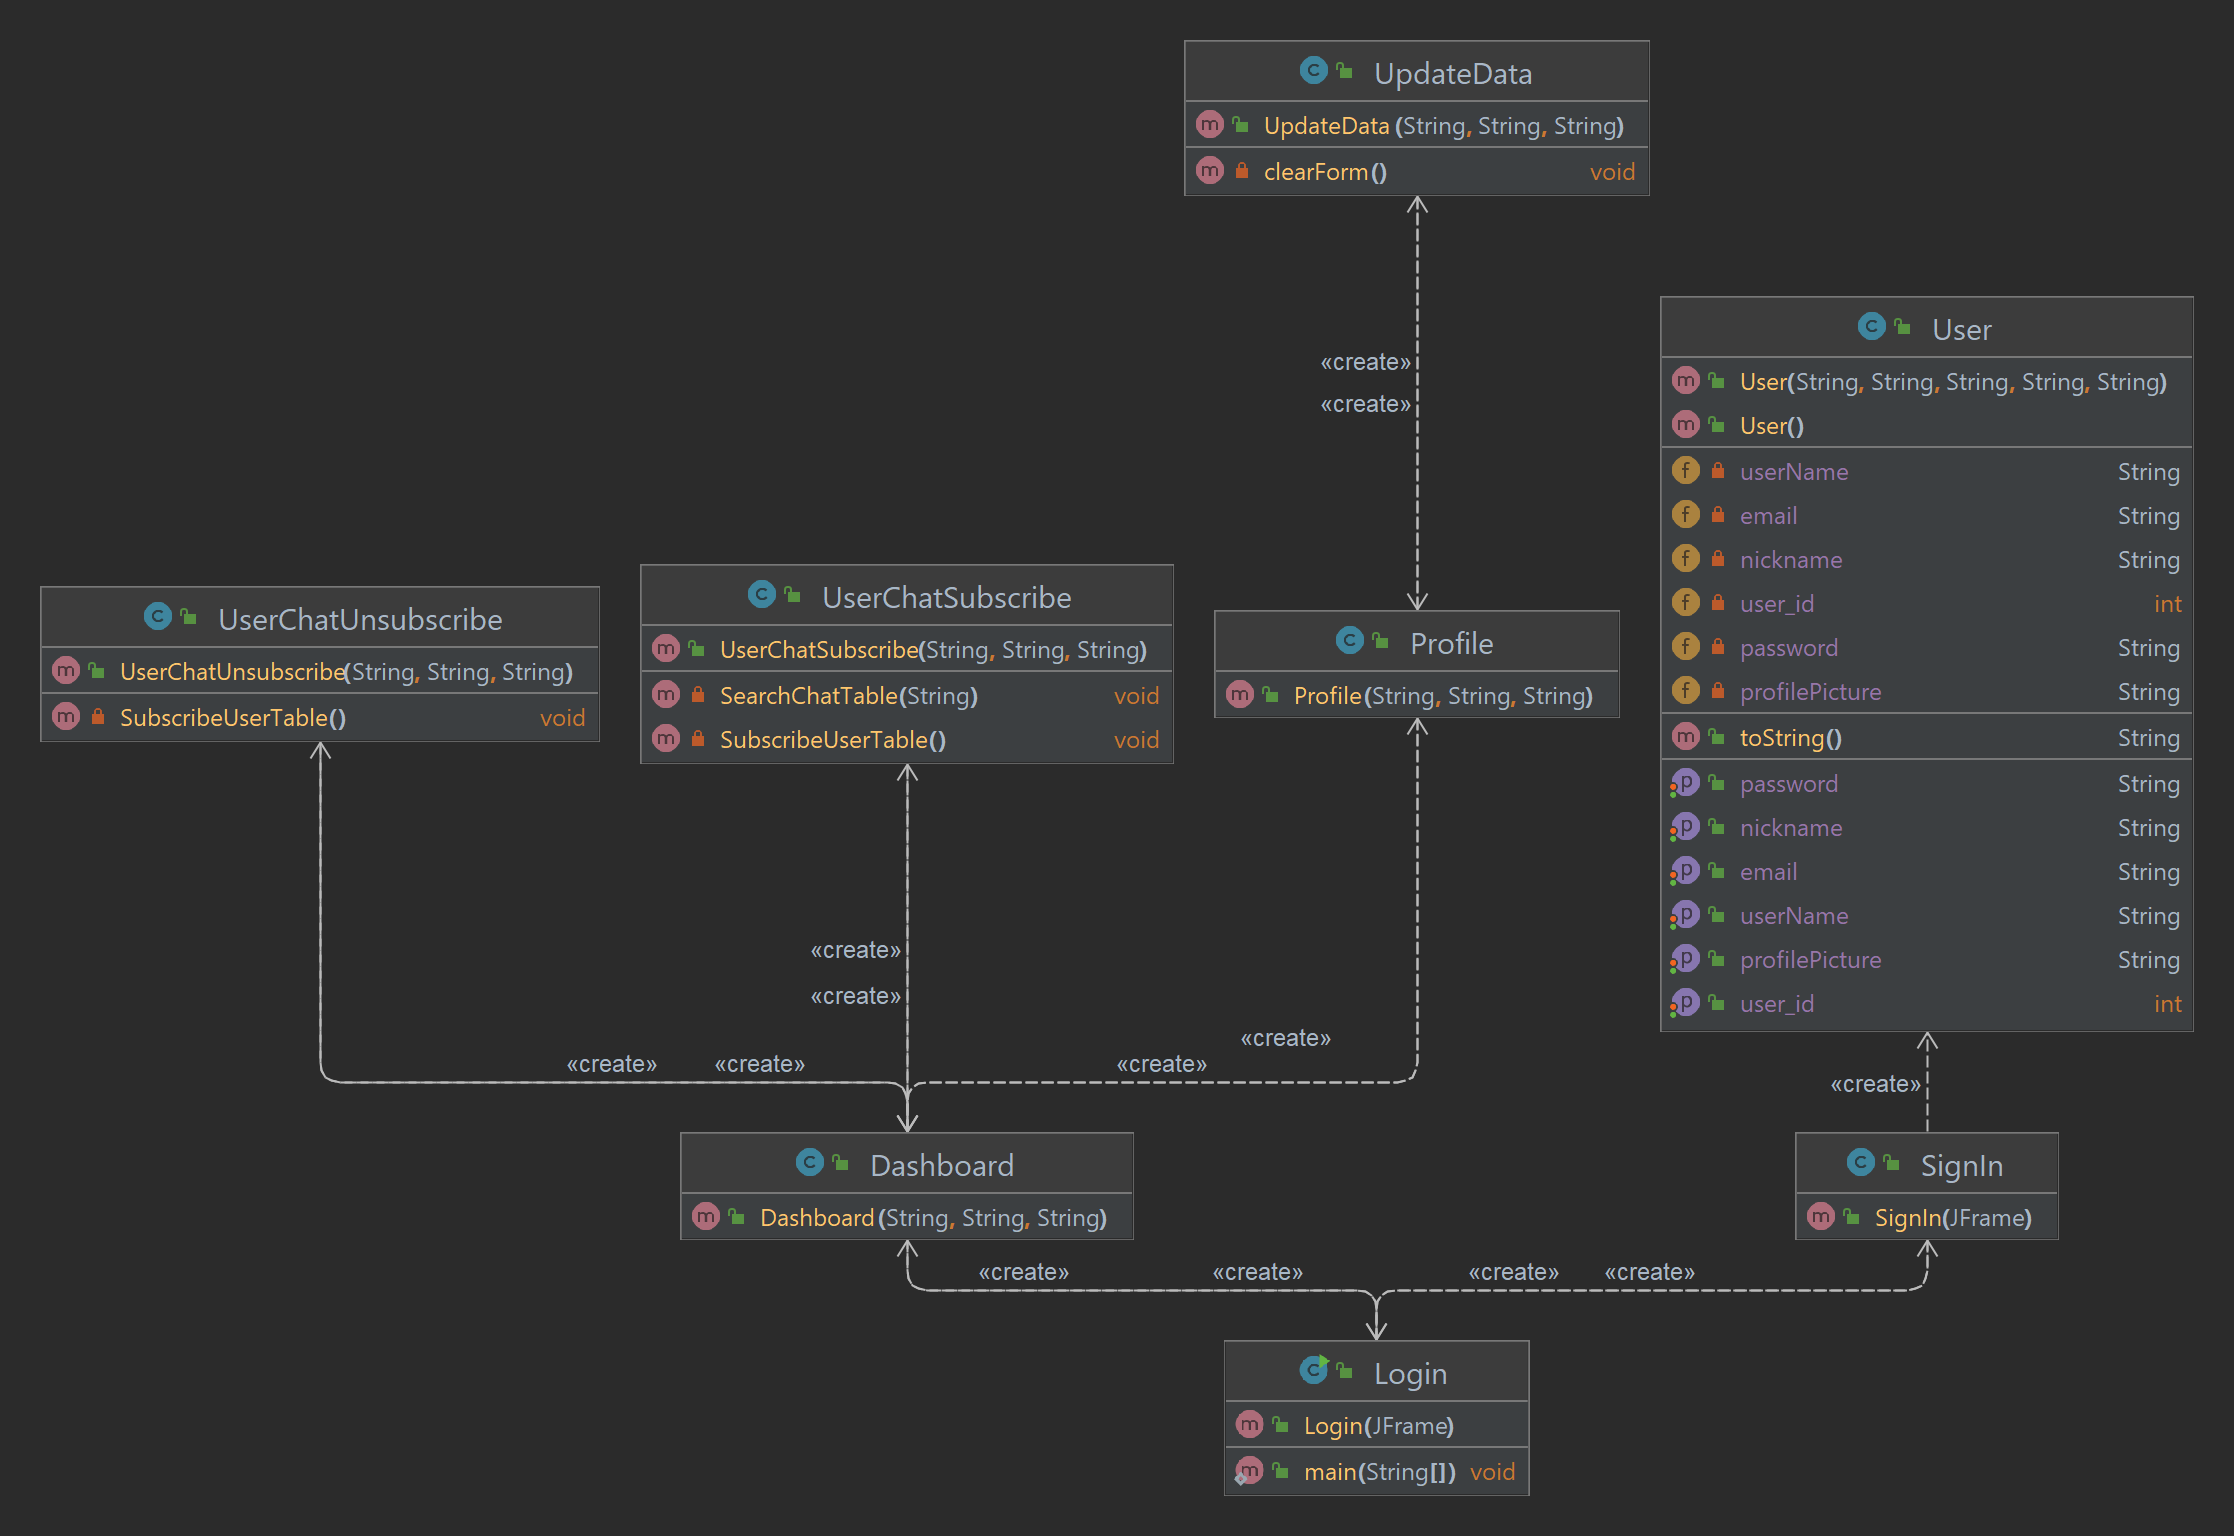 UpdateData
UpdateData(String, String, String)
clearForm() void
«create»
«create»
User
User(String, String, String, String, String)
User()
userName String
email String
nickname String
user_id int
password String
profilePicture String
toString() String
password String
nickname String
email String
userName String
profilePicture String
user_id int
UserChatUnsubscribe
UserChatUnsubscribe(String, String, String)
SubscribeUserTable() void
UserChatSubscribe
UserChatSubscribe(String, String, String)
SearchChatTable(String) void
SubscribeUserTable() void
Profile
Profile(String, String, String)
«create»
«create»
«create»
«create» «create» «create»
«create»
Dashboard
Dashboard(String, String, String)
SignIn
SignIn(JFrame)
«create» «create» «create» «create»
Login
Login(JFrame)
main(String[]) void